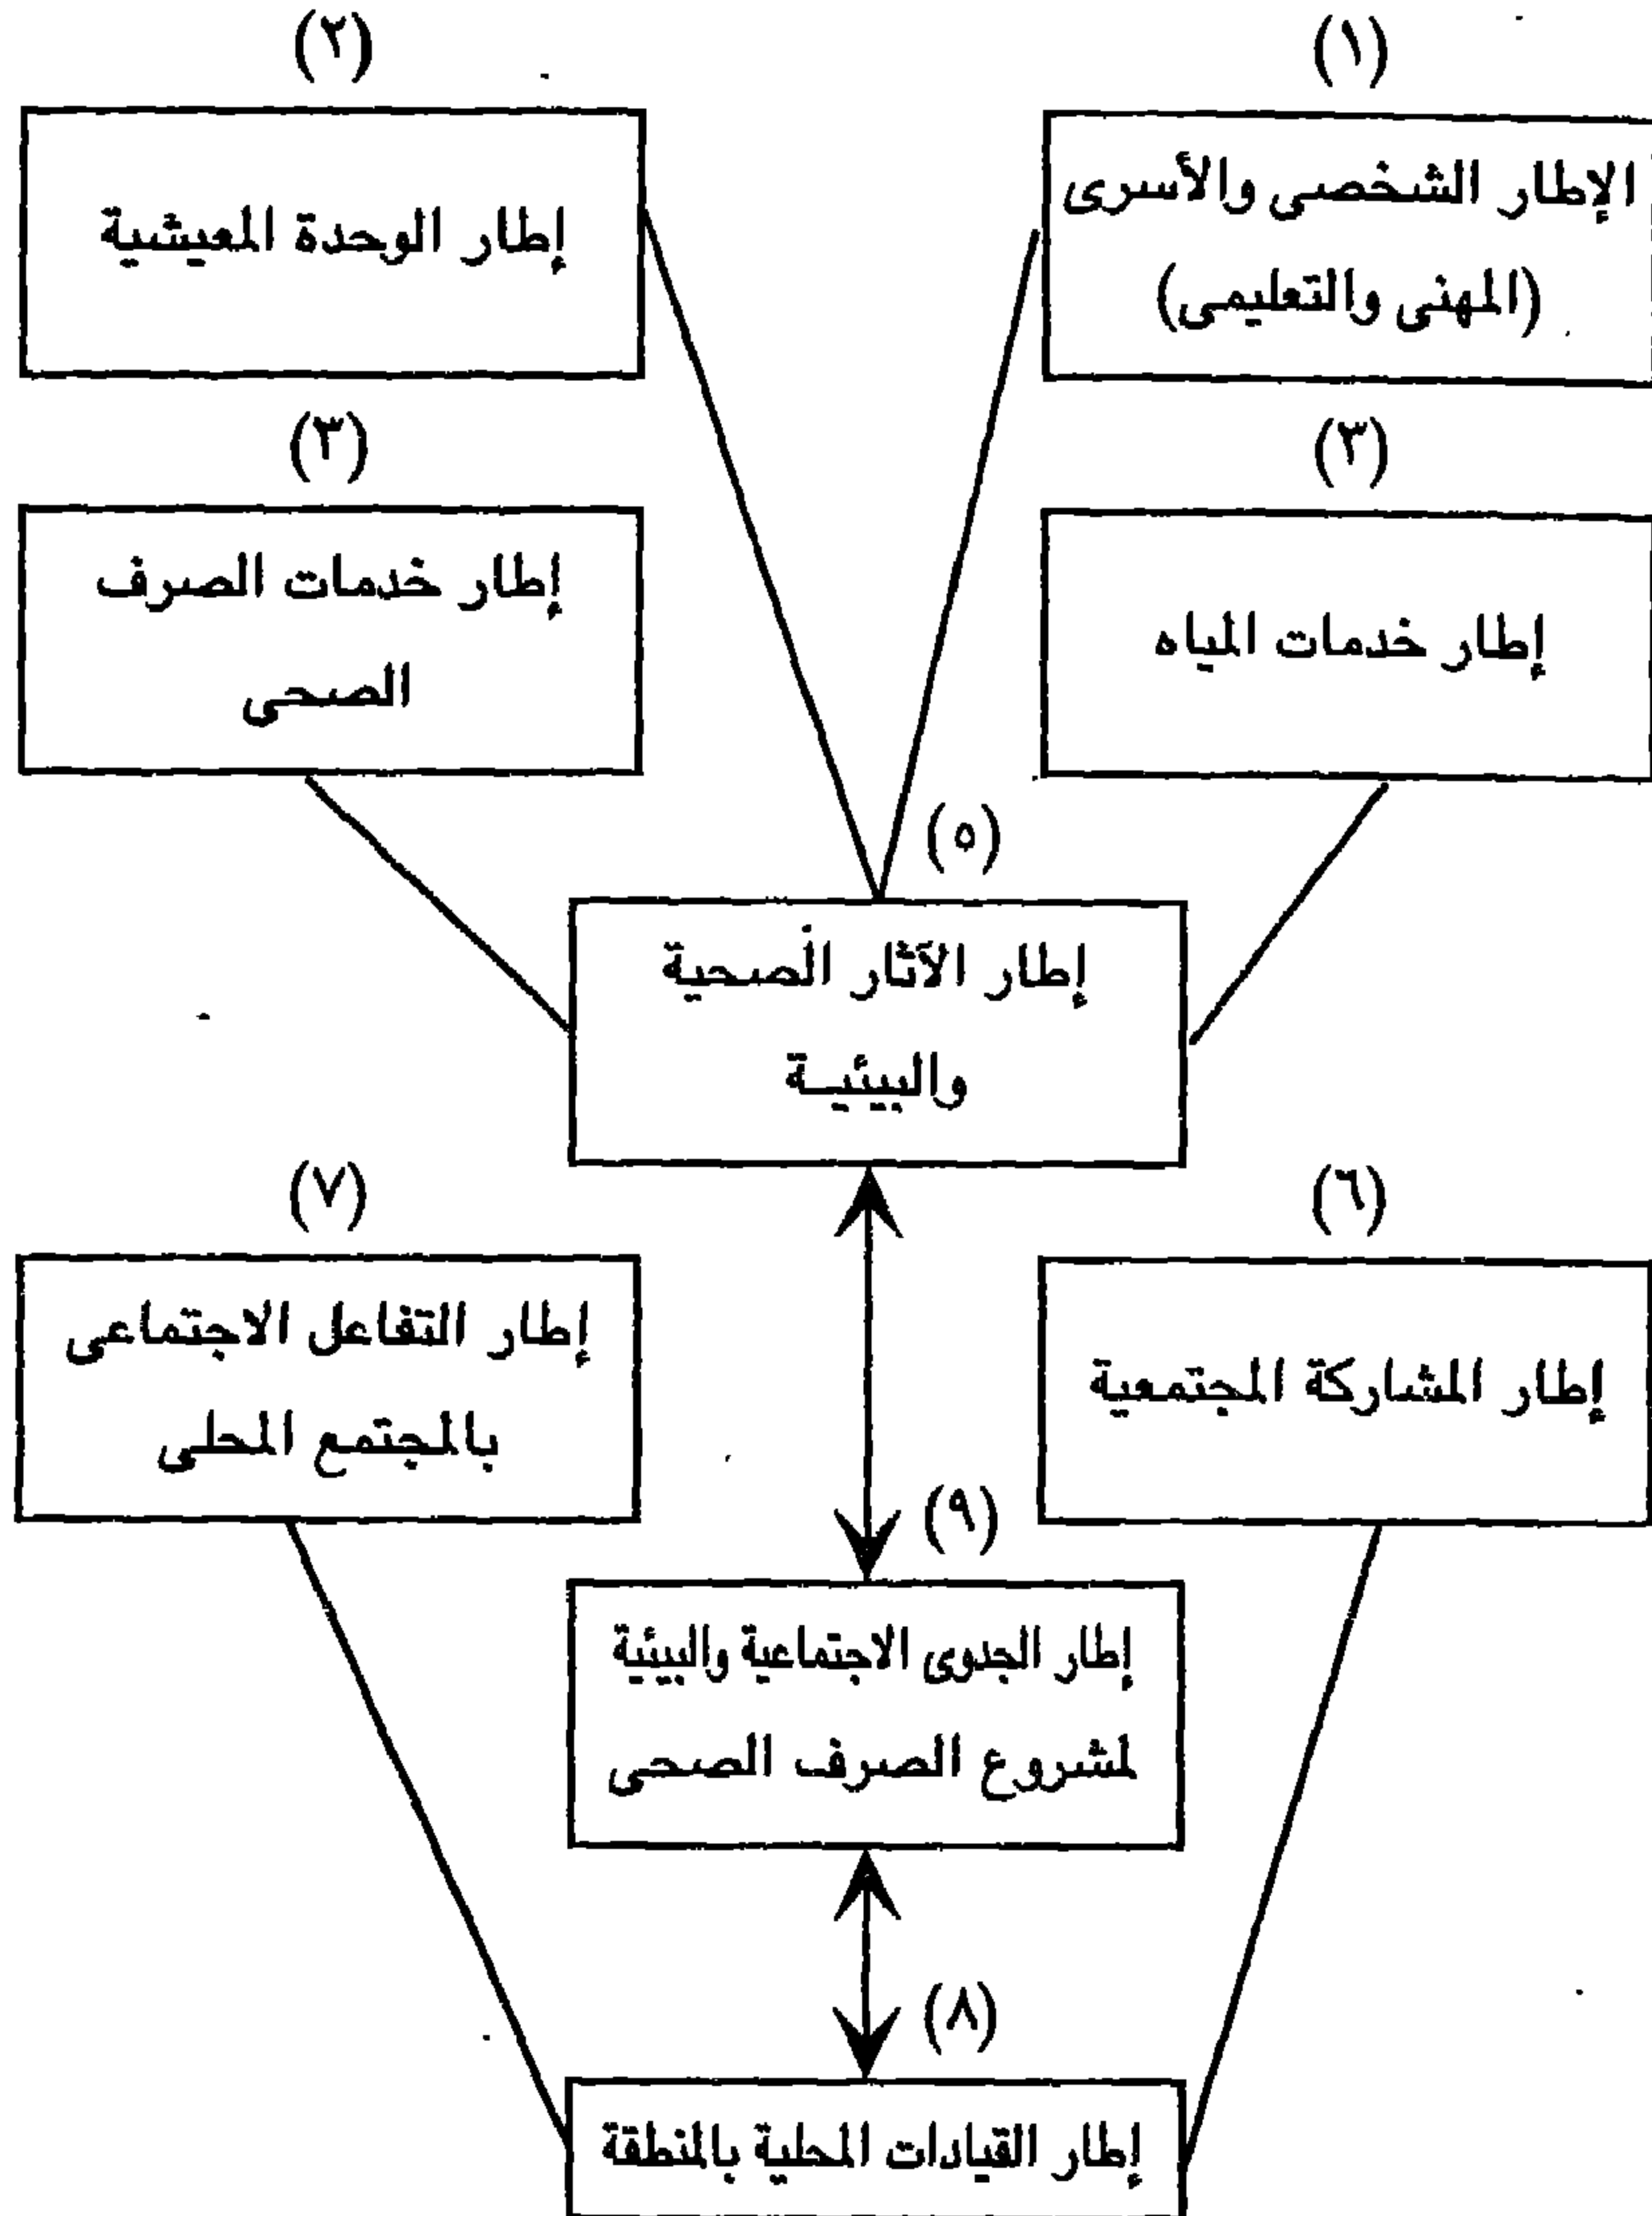 (١)
الإطار الشخصى والأسرى
(المهنى والتعليمى)
(٢)
إطار الوحدة المعيشية
(٣)
إطار خدمات المياه
(٣)
إطار خدمات الصرف
الصحى
(٥)
إطار الآثار الصحية
والبيئيـة
(٦)
إطار المشاركة المجتمعية
(٧)
إطار التفاعل الاجتماعى
بالمجتمع المحلى
(٩)
إطار الجدوى الاجتماعية والبيئية
لمشروع الصرف الصحى
(٨)
إطار القيادات المحلية بالمنطقة